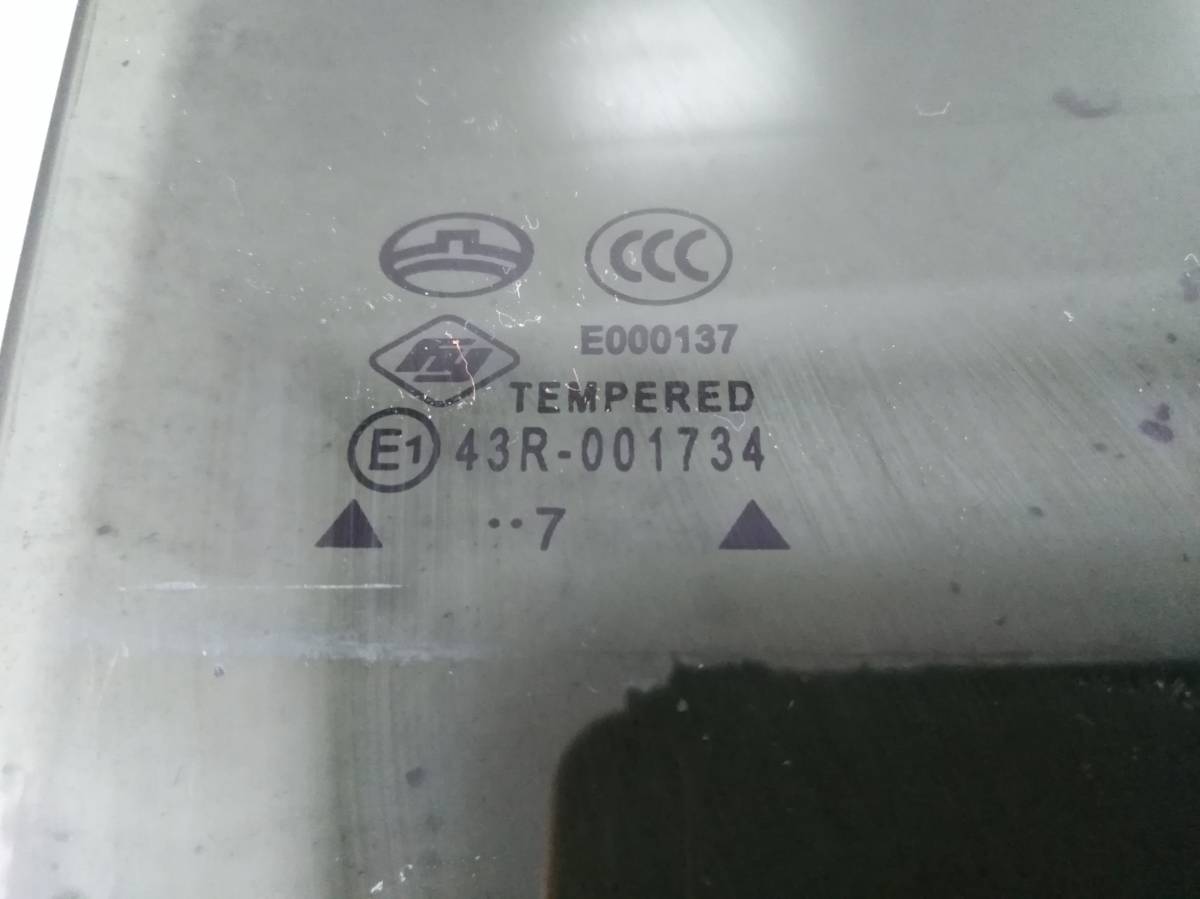 CCC
E000137
TEMPERED
E1 43R-001734
··7